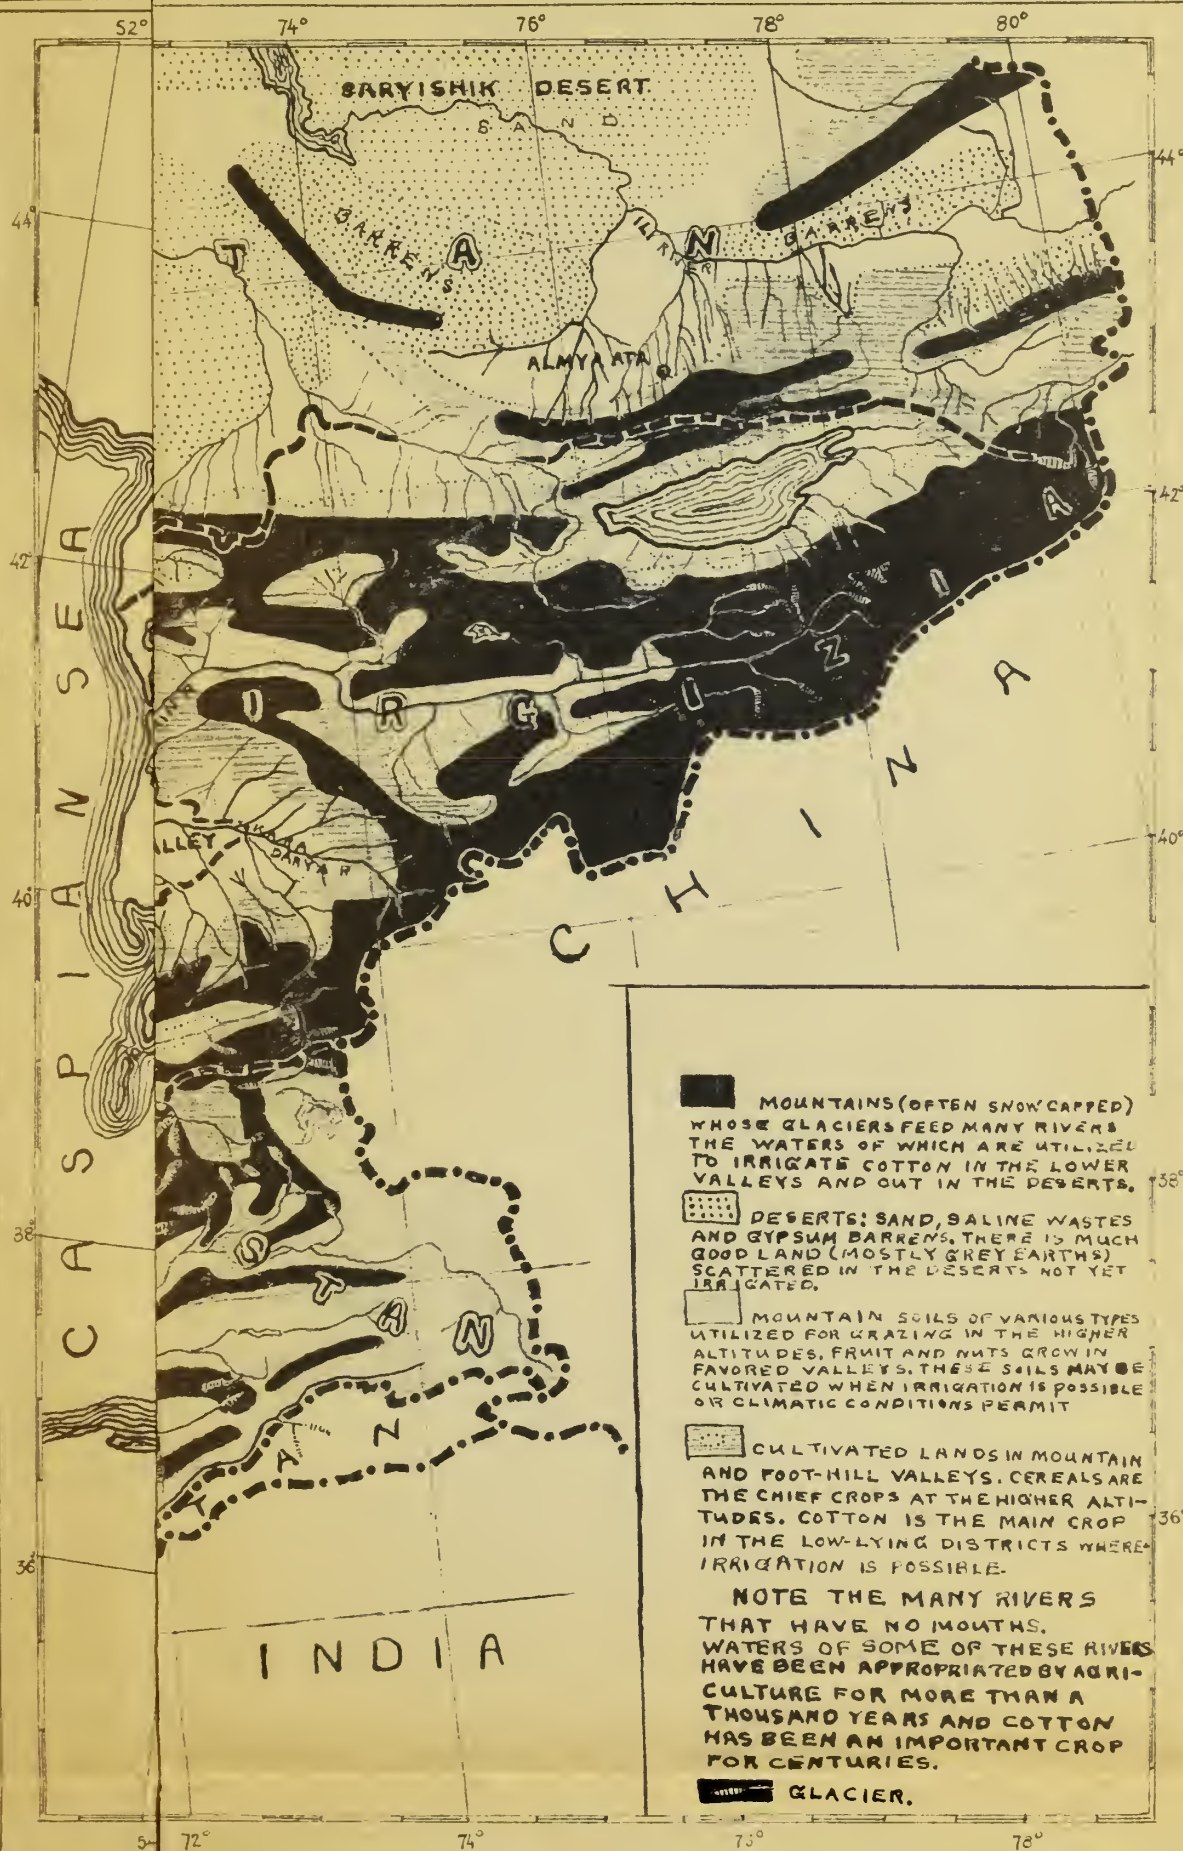 52° 74° 76° 78° 80°
SARYISHIK DESERT
SAND
44°
44°
BARRENS
BARRENS
T A N
ILI RIVER
ALMYA ATA
42°
42°
KIRGIZIA
R
VALLEY
KARA
DARYA R
40°
40°
CHINA
CASPIAN SEA
38°
38°
STAN
TAN
36°
36°
INDIA
MOUNTAINS (OFTEN SNOW CAPPED)
WHOSE GLACIERS FEED MANY RIVERS
THE WATERS OF WHICH ARE UTILIZED
TO IRRIGATE COTTON IN THE LOWER
VALLEYS AND OUT IN THE DESERTS.
DESERTS: SAND, SALINE WASTES
AND GYPSUM BARRENS. THERE IS MUCH
GOOD LAND (MOSTLY GREY EARTHS)
SCATTERED IN THE DESERTS NOT YET
IRRIGATED.
MOUNTAIN SOILS OF VARIOUS TYPES
UTILIZED FOR GRAZING IN THE HIGHER
ALTITUDES. FRUIT AND NUTS GROW IN
FAVORED VALLEYS. THESE SOILS MAY BE
CULTIVATED WHEN IRRIGATION IS POSSIBLE
OR CLIMATIC CONDITIONS PERMIT
CULTIVATED LANDS IN MOUNTAIN
AND FOOT-HILL VALLEYS. CEREALS ARE
THE CHIEF CROPS AT THE HIGHER ALTI-
TUDES. COTTON IS THE MAIN CROP
IN THE LOW-LYING DISTRICTS WHERE
IRRIGATION IS POSSIBLE.
NOTE THE MANY RIVERS
THAT HAVE NO MOUTHS.
WATERS OF SOME OF THESE RIVERS
HAVE BEEN APPROPRIATED BY AGRI-
CULTURE FOR MORE THAN A
THOUSAND YEARS AND COTTON
HAS BEEN AN IMPORTANT CROP
FOR CENTURIES.
GLACIER.
72° 74° 78°